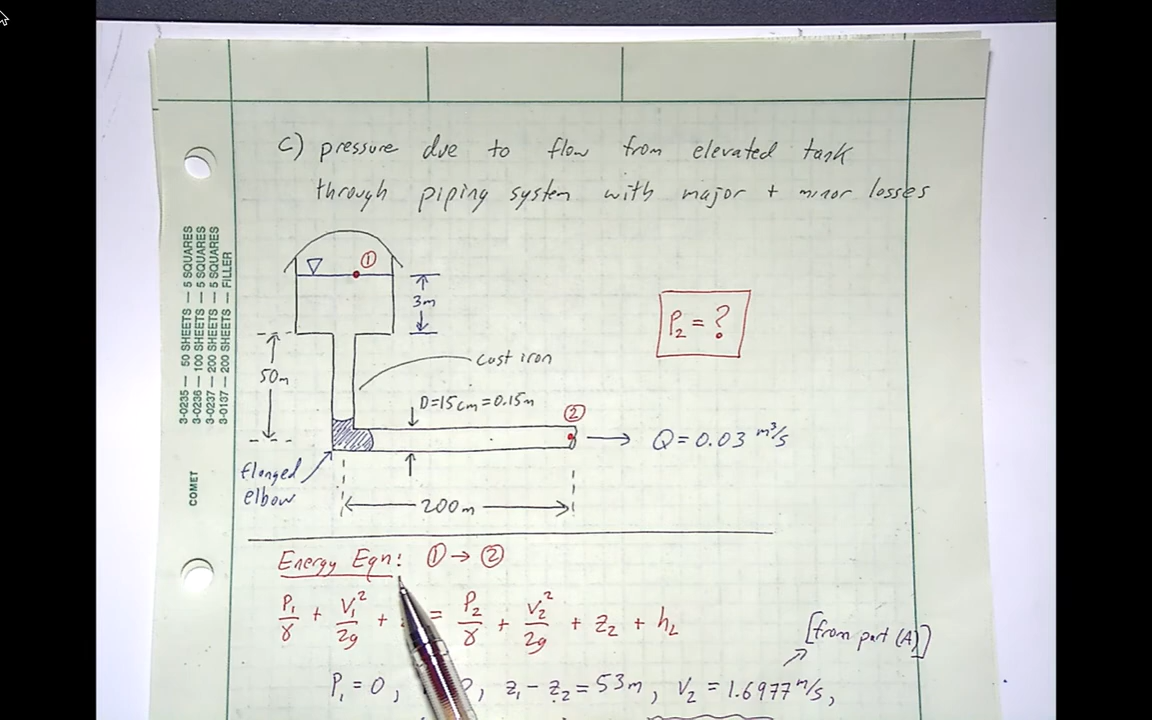 C) pressure due to flow from elevated tank
through piping system with major + minor losses
①
3m
P₂ = ?
50m
cast iron
D=15cm=0.15m
②
Q=0.03 m³/s
flanged
elbow
200m
3-0235 — 50 SHEETS — 5 SQUARES
3-0236 — 100 SHEETS — 5 SQUARES
3-0237 — 200 SHEETS — 5 SQUARES
3-0137 — 200 SHEETS — FILLER
COMET
Energy Eqn: ① → ②
P₁/γ + V₁²/2g + = P₂/γ + V₂²/2g + z₂ + h_L
[from part (A)]
P₁ = 0, , z₁ - z₂ = 53m, V₂ = 1.6977 m/s,